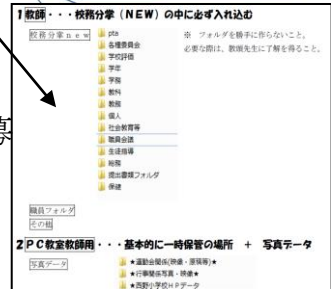 1 教師・・・校務分掌（NEW）の中に必ず入れ込む
校務分掌ｎｅｗ
pta
各種委員会
学校評価
学年
学務
教科
教務
個人
社会教育等
職員会議
生徒指導
総務
提出書類フォルダ
保健
※　フォルダを勝手に作らないこと。
必要な際は、教頭先生に了解を得ること。
職員フォルダ
その他
2 ＰＣ教室教師用・・・基本的に一時保管の場所　＋　写真データ
写真データ
★運動会関係(映像・原稿等)★
★行事関係写真・映像★
★西野小学校ＨＰデータ